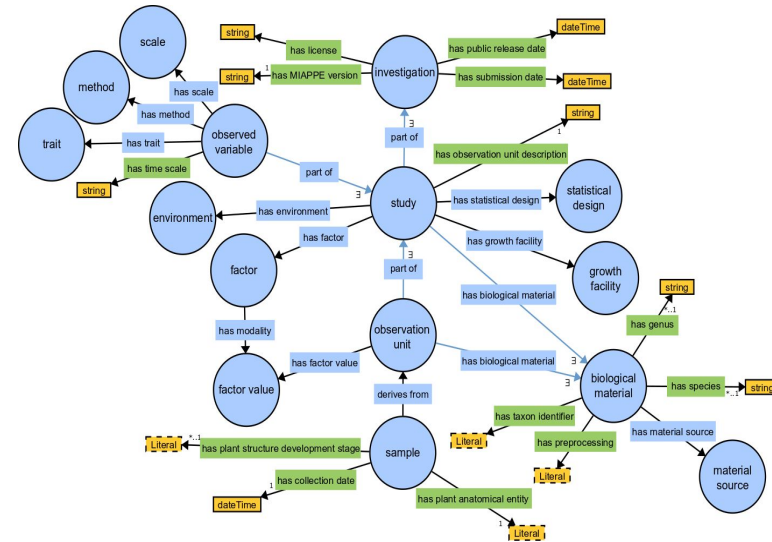 string
dateTime
scale
has license
has public release date
investigation
string
1
has MIAPPE version
has submission date
dateTime
method
has scale
∃
string
has method
part of
1
observed
variable
trait
has trait
has observation unit description
has time scale
part of
statistical
design
string
∃
has statistical design
study
environment
has environment
has factor
has growth facility
∃
growth
facility
factor
part of
string
has biological material
*..1
has genus
has modality
observation
unit
has factor value
has biological material
∃
∃
biological
material
factor value
has species
string
*..1
derives from
has taxon identifier
has material source
Literal
*..1
has plant structure development stage
Literal
has preprocessing
sample
has collection date
Literal
material
source
1
dateTime
has plant anatomical entity
1
Literal